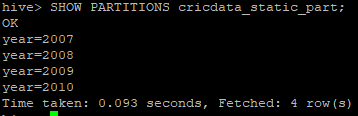 hive> SHOW PARTITIONS cricdata_static_part;
OK
year=2007
year=2008
year=2009
year=2010
Time taken: 0.093 seconds, Fetched: 4 row(s)